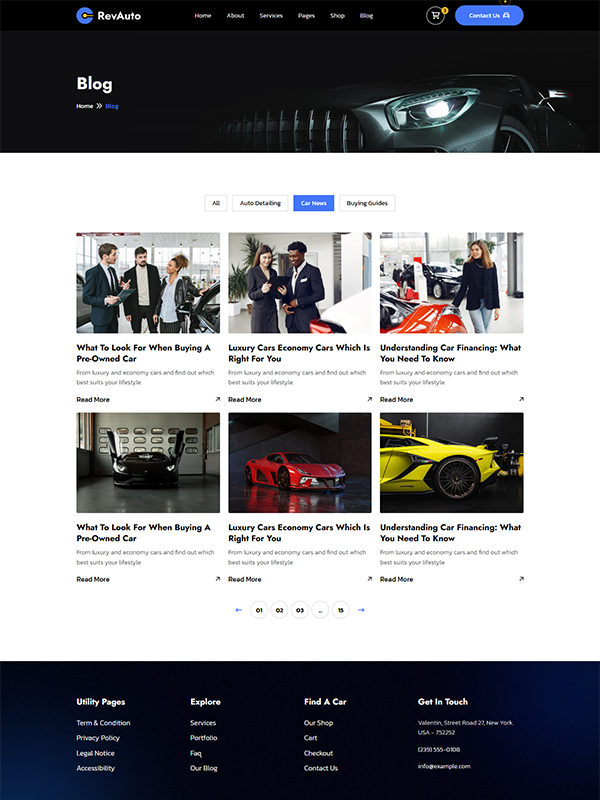 RevAuto
Home About Services Pages Shop Blog
Contact Us
Blog
Home Blog
All Auto Detailing Car News Buying Guides
What To Look For When Buying A
Pre-Owned Car
From luxury and economy cars and find out which
best suits your lifestyle.
Read More
Luxury Cars Economy Cars Which Is
Right For You
From luxury and economy cars and find out which
best suits your lifestyle.
Read More
Understanding Car Financing: What
You Need To Know
From luxury and economy cars and find out which
best suits your lifestyle.
Read More
What To Look For When Buying A
Pre-Owned Car
From luxury and economy cars and find out which
best suits your lifestyle.
Read More
Luxury Cars Economy Cars Which Is
Right For You
From luxury and economy cars and find out which
best suits your lifestyle.
Read More
Understanding Car Financing: What
You Need To Know
From luxury and economy cars and find out which
best suits your lifestyle.
Read More
01 02 03 ... 15
Utility Pages
Term & Condition
Privacy Policy
Legal Notice
Accessibility
Explore
Services
Portfolio
Faq
Our Blog
Find A Car
Our Shop
Cart
Checkout
Contact Us
Get In Touch
Valentin, Street Road 27, New York.
USA - 752252
(239) 555-0108
info@example.com